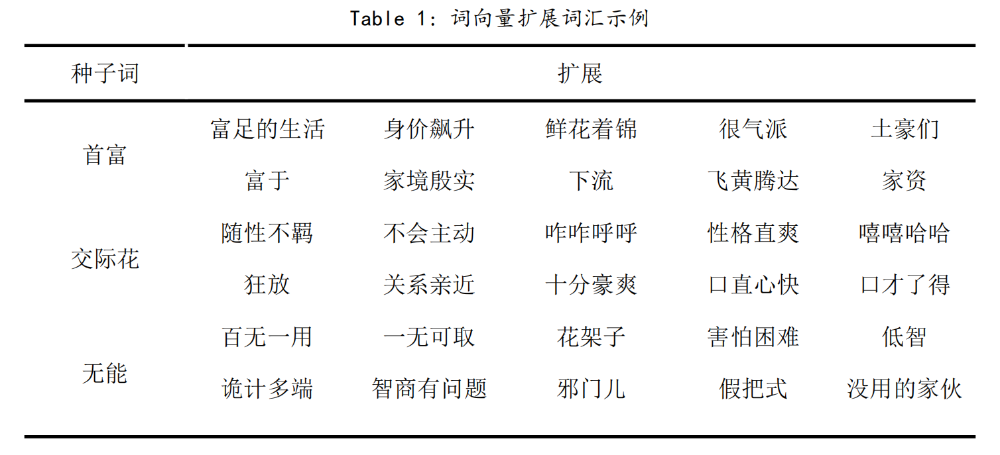 Table 1: 词向量扩展词汇示例
种子词 扩展
富足的生活 身价飙升 鲜花着锦 很气派 土豪们
首富
富于 家境殷实 下流 飞黄腾达 家资
随性不羁 不会主动 咋咋呼呼 性格直爽 嘻嘻哈哈
交际花
狂放 关系亲近 十分豪爽 口直心快 口才了得
百无一用 一无可取 花架子 害怕困难 低智
无能
诡计多端 智商有问题 邪门儿 假把式 没用的家伙